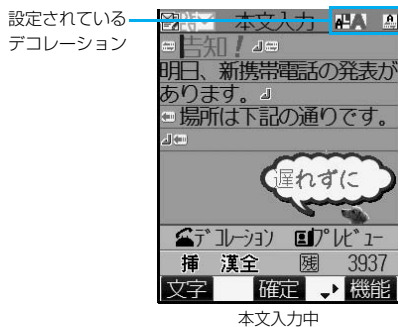 設定されている
デコレーション
本文入力
告知！
明日、新携帯電話の発表が
あります。
場所は下記の通りです。
遅れずに
デコレーション プレビュー
挿 漢全 残 3937
文字 確定 機能
本文入力中